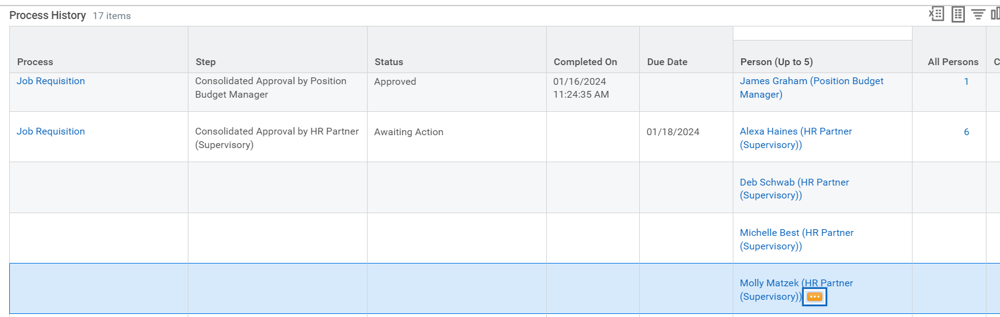 Process History 17 items
Process Step Status Completed On Due Date Person (Up to 5) All Persons C
Job Requisition Consolidated Approval by Position Approved 01/16/2024 James Graham (Position Budget 1
Budget Manager 11:24:35 AM Manager)
Job Requisition Consolidated Approval by HR Partner Awaiting Action 01/18/2024 Alexa Haines (HR Partner 6
(Supervisory) (Supervisory))
Deb Schwab (HR Partner
(Supervisory))
Michelle Best (HR Partner
(Supervisory))
Molly Matzek (HR Partner
(Supervisory))